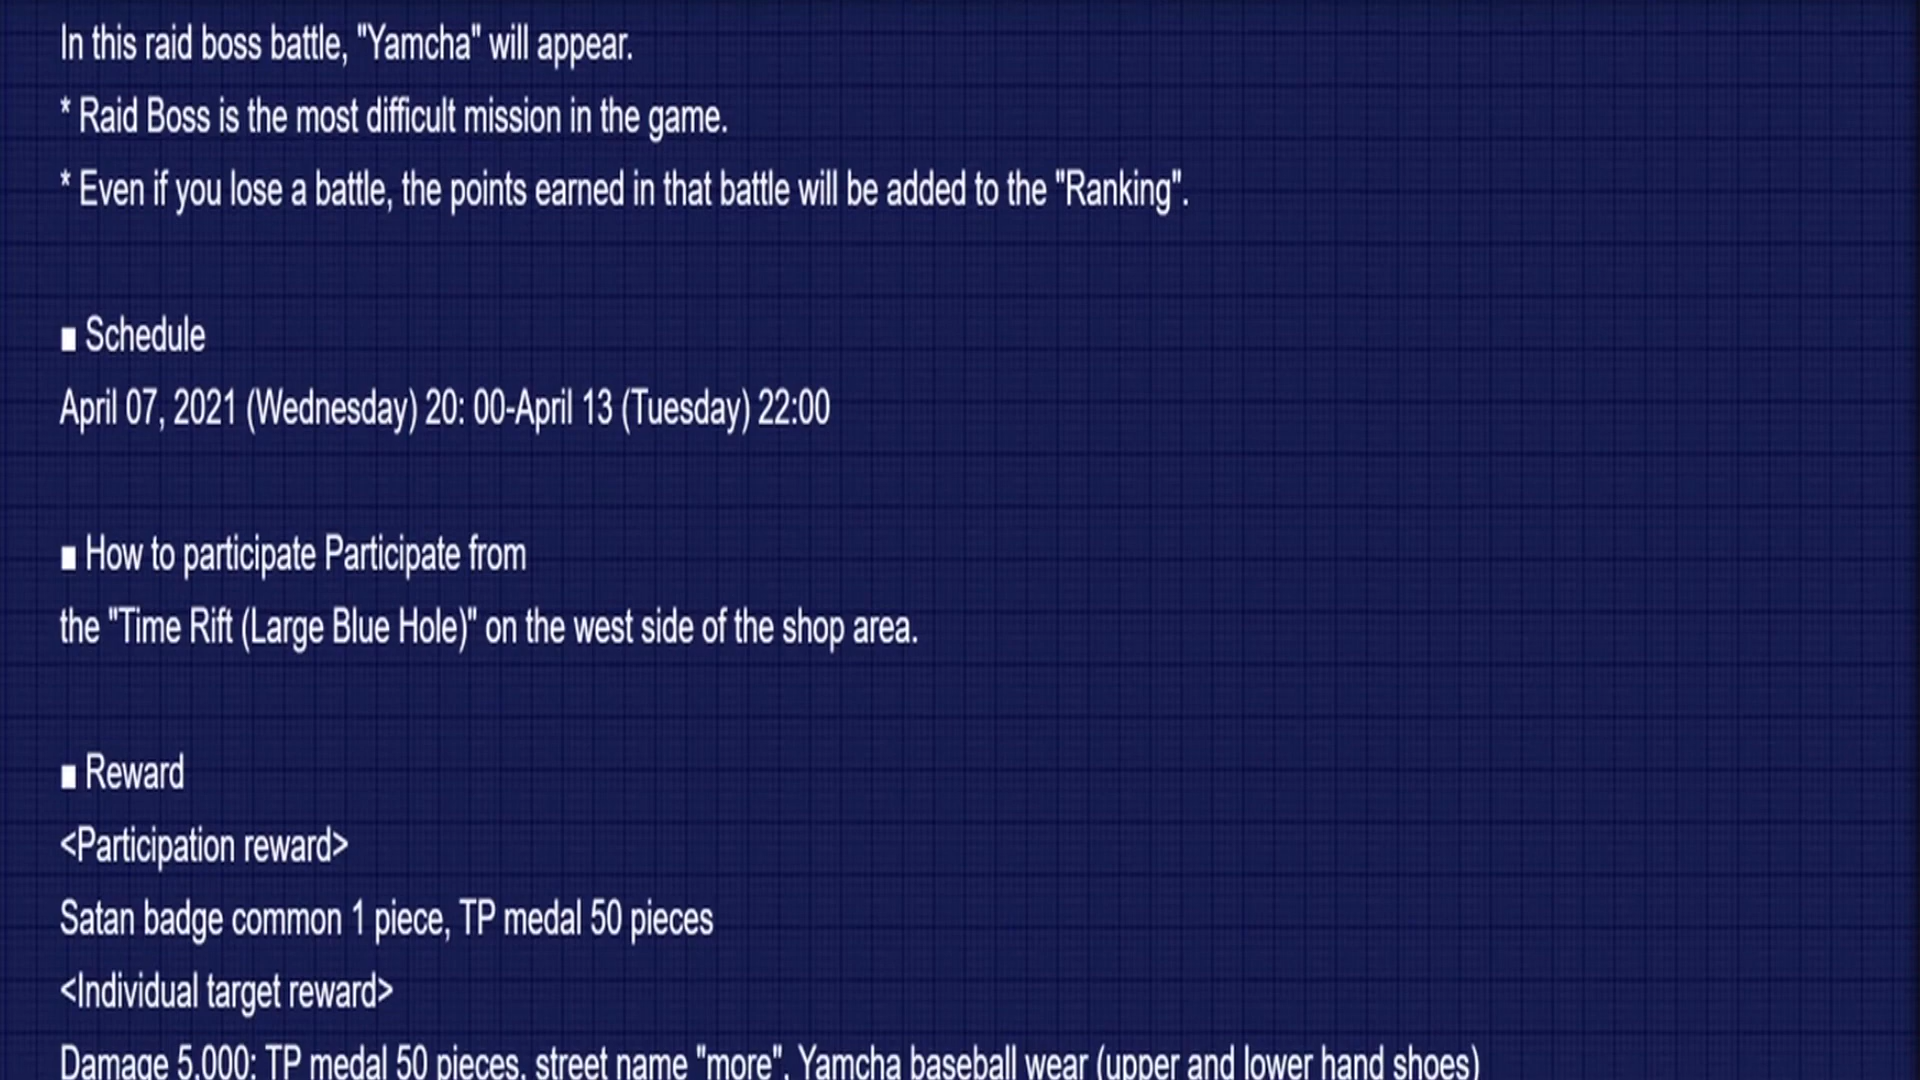 In this raid boss battle, "Yamcha" will appear.
* Raid Boss is the most difficult mission in the game.
* Even if you lose a battle, the points earned in that battle will be added to the "Ranking".
■ Schedule
April 07, 2021 (Wednesday) 20: 00-April 13 (Tuesday) 22:00
■ How to participate Participate from
the "Time Rift (Large Blue Hole)" on the west side of the shop area.
■ Reward
<Participation reward>
Satan badge common 1 piece, TP medal 50 pieces
<Individual target reward>
Damage 5,000: TP medal 50 pieces, street name "more", Yamcha baseball wear (upper and lower hand shoes)